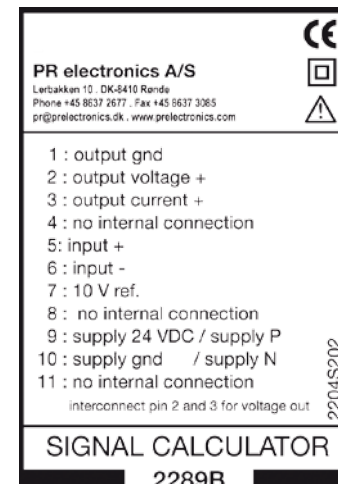 CE
PR electronics A/S
Lerbakken 10 . DK-8410 Rønde
Phone +45 8637 2677 . Fax +45 8637 3085
pr@prelectronics.dk . www.prelectronics.com
1 : output gnd
2 : output voltage +
3 : output current +
4 : no internal connection
5: input +
6 : input -
7 : 10 V ref.
8 : no internal connection
9 : supply 24 VDC / supply P
10 : supply gnd / supply N
11 : no internal connection
interconnect pin 2 and 3 for voltage out
2204S202
SIGNAL CALCULATOR
2289B